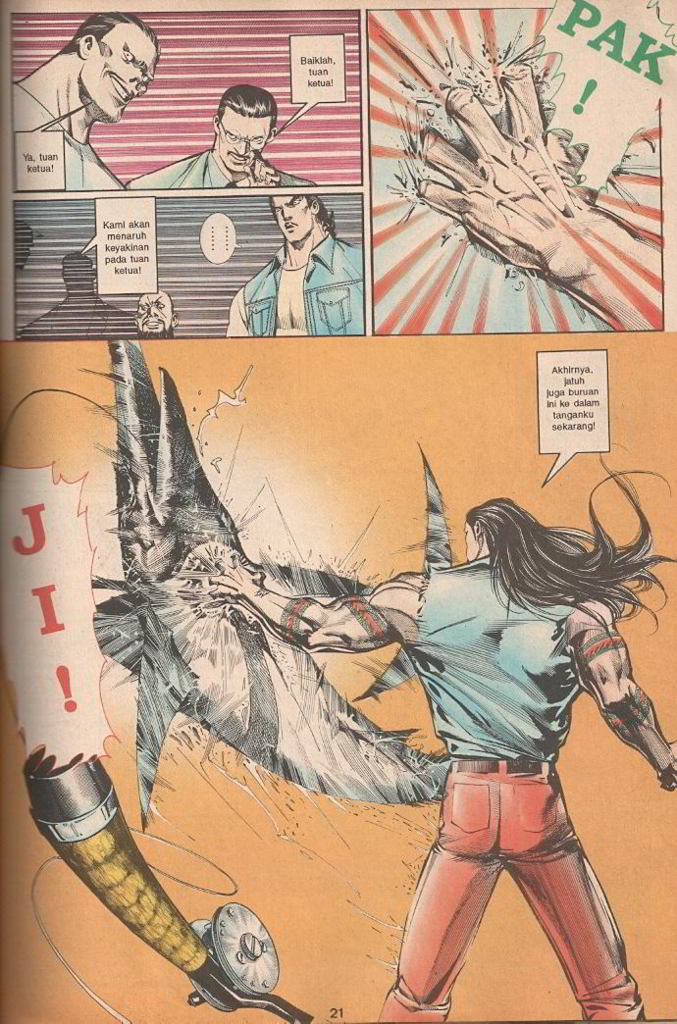 Baiklah,
tuan
ketua!
Ya, tuan
ketua!
PAK
!
Kami akan
menaruh
keyakinan
pada tuan
ketua!
Akhirnya,
jatuh
juga buruan
ini ke dalam
tanganku
sekarang!
J
I
!
21